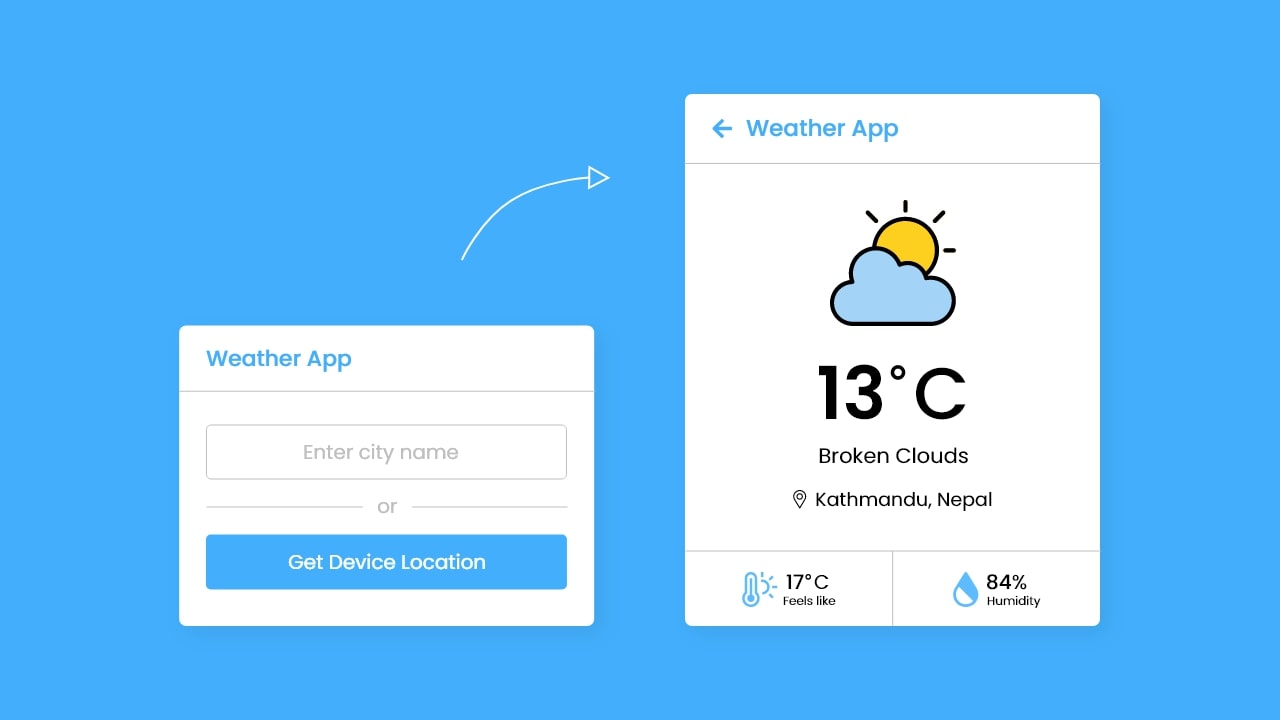 Weather App
Enter city name
or
Get Device Location
Weather App
13°C
Broken Clouds
Kathmandu, Nepal
17°C
Feels like
84%
Humidity